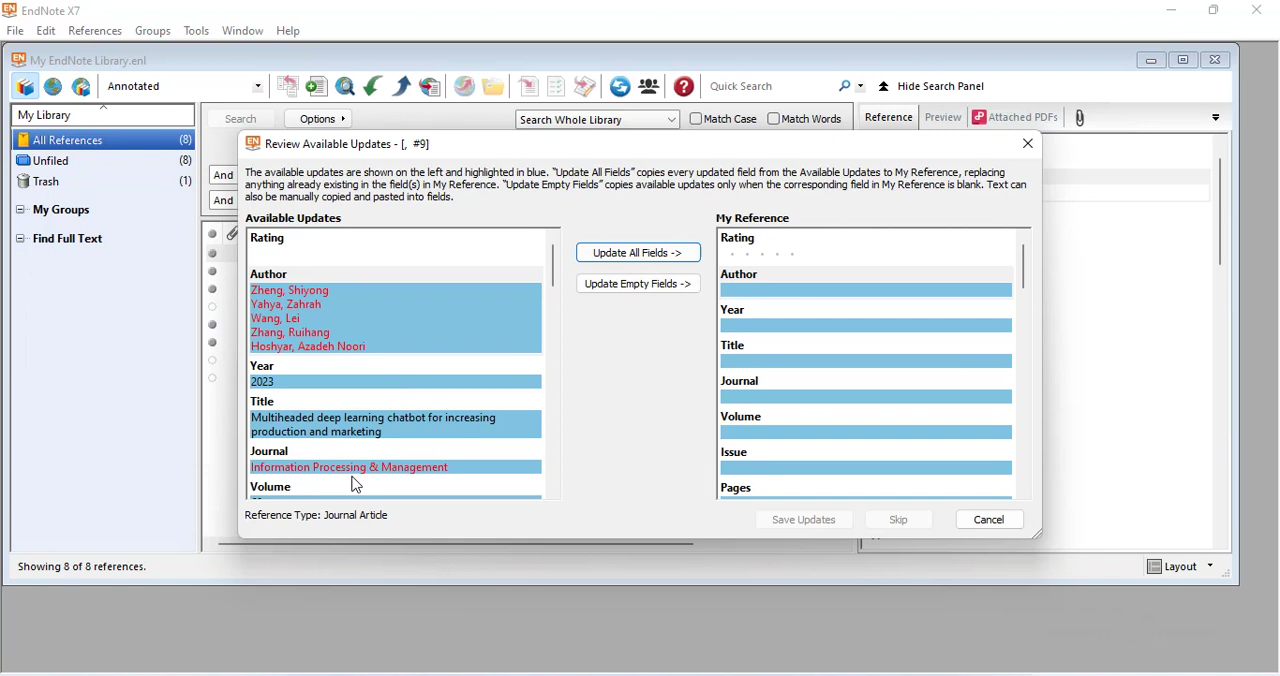 EndNote X7
File Edit References Groups Tools Window Help
My EndNote Library.enl
Annotated
Quick Search
Hide Search Panel
My Library
Search
Options
Search Whole Library
Match Case
Match Words
Reference
Preview
Attached PDFs
All References (8)
Unfiled (8)
Trash (1)
My Groups
Find Full Text
And
And
Review Available Updates - [, #9]
The available updates are shown on the left and highlighted in blue. "Update All Fields" copies every updated field from the Available Updates to My Reference, replacing
anything already existing in the field(s) in My Reference. "Update Empty Fields" copies available updates only when the corresponding field in My Reference is blank. Text can
also be manually copied and pasted into fields.
Available Updates
Rating
Author
Zheng, Shiyong
Yahya, Zahrah
Wang, Lei
Zhang, Ruihang
Hoshyar, Azadeh Noori
Year
2023
Title
Multiheaded deep learning chatbot for increasing
production and marketing
Journal
Information Processing & Management
Volume
Reference Type: Journal Article
Update All Fields ->
Update Empty Fields ->
My Reference
Rating
Author
Year
Title
Journal
Volume
Issue
Pages
Save Updates
Skip
Cancel
Showing 8 of 8 references.
Layout